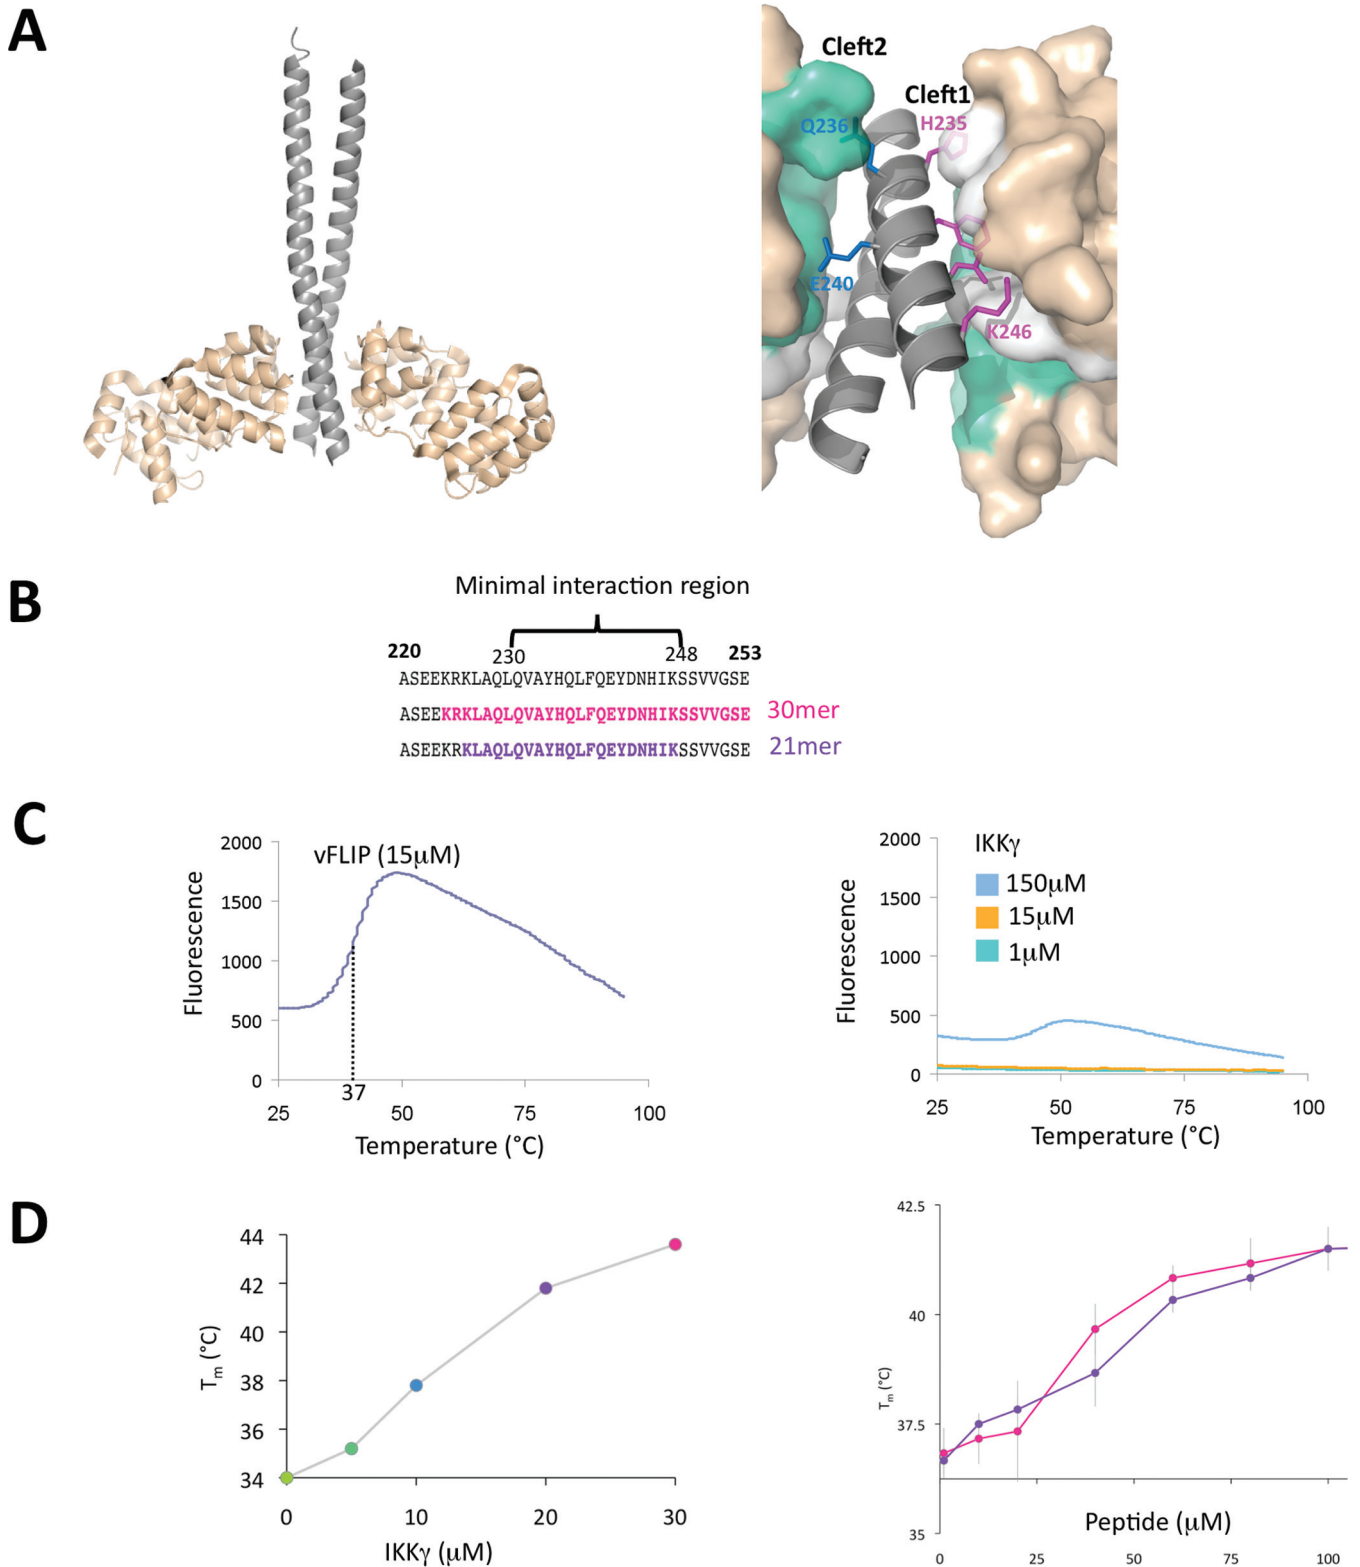 A
Cleft2
Cleft1
Q236
H235
E240
K246
B
Minimal interaction region
220
230
248
253
ASEEKRKLAQLQVAYHQLFQEYDNHIKSSVVGSE
ASEEKRKLAQLQVAYHQLFQEYDNHIKSSVVGSE 30mer
ASEEKRKLAQLQVAYHQLFQEYDNHIKSSVVGSE 21mer
C
vFLIP (15μM)
Fluorescence
2000
1500
1000
500
0
37
25 50 75 100
Temperature (°C)
IKKγ
150μM
15μM
1μM
Fluorescence
2000
1500
1000
500
0
25 50 75 100
Temperature (°C)
D
Tm (°C)
44
42
40
38
36
34
0 10 20 30
IKKγ (μM)
Tm (°C)
42.5
40
37.5
35
Peptide (μM)
0 25 50 75 100